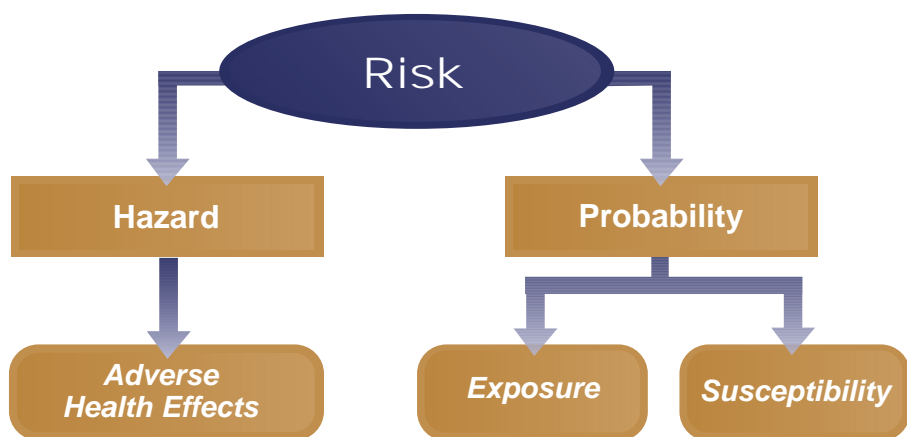 Risk
Hazard
Probability
Adverse
Health Effects
Exposure
Susceptibility